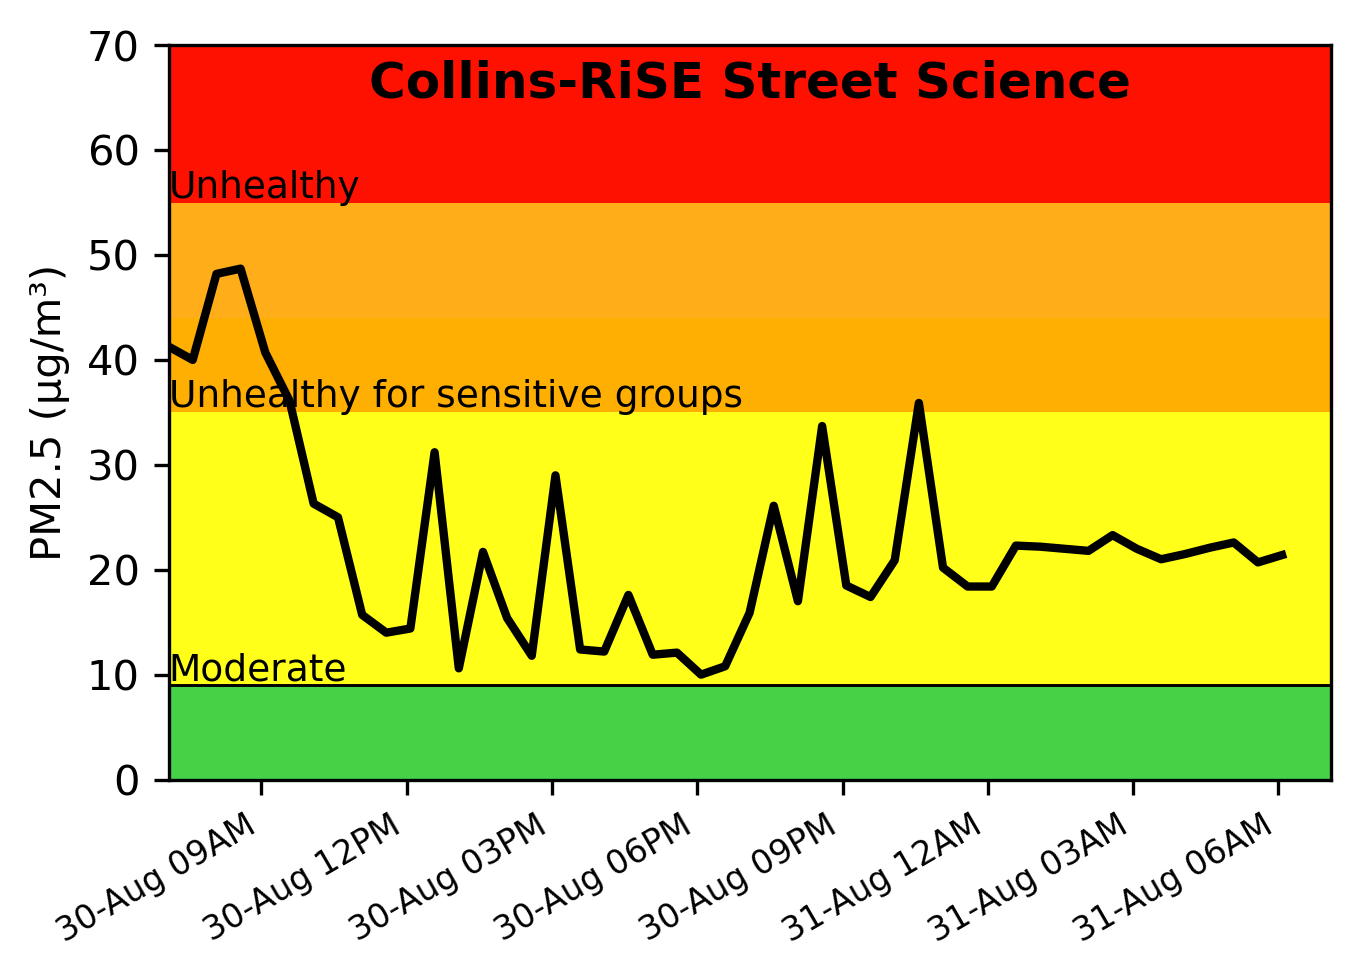 Collins-RiSE Street Science
70
60
50
40
30
20
10
0
PM2.5 (μg/m³)
Unhealthy
Unhealthy for sensitive groups
Moderate
30-Aug 09AM
30-Aug 12PM
30-Aug 03PM
30-Aug 06PM
30-Aug 09PM
31-Aug 12AM
31-Aug 03AM
31-Aug 06AM